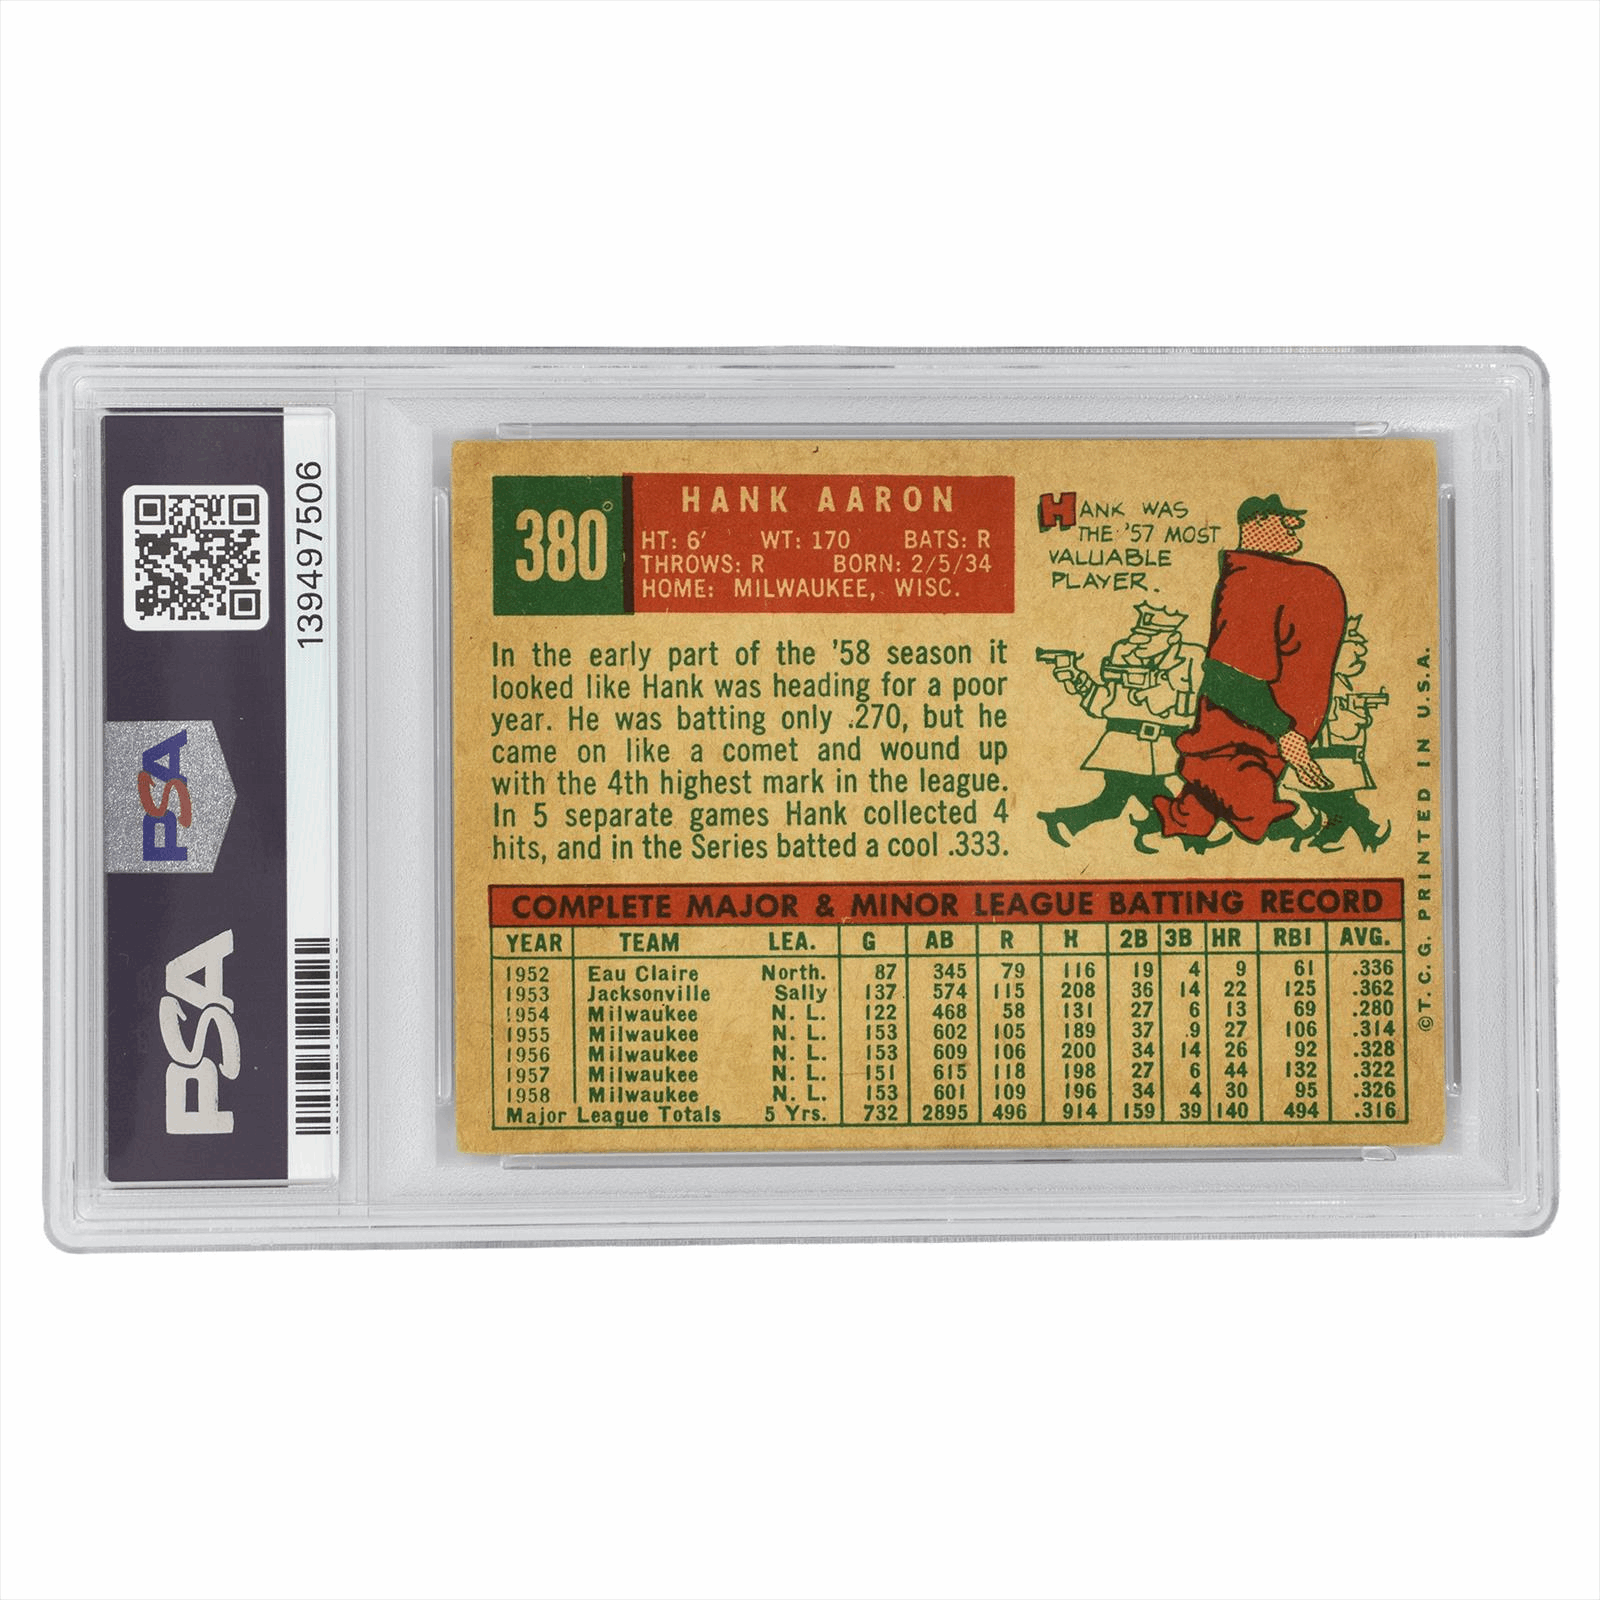 139497506
PSA
PSA
380
HANK AARON
HT: 6' WT: 170 BATS: R
THROWS: R BORN: 2/5/34
HOME: MILWAUKEE, WISC.
HANK WAS
THE '57 MOST
VALUABLE
PLAYER.
In the early part of the '58 season it
looked like Hank was heading for a poor
year. He was batting only .270, but he
came on like a comet and wound up
with the 4th highest mark in the league.
In 5 separate games Hank collected 4
hits, and in the Series batted a cool .333.
COMPLETE MAJOR & MINOR LEAGUE BATTING RECORD
YEAR TEAM LEA. G AB R H 2B 3B HR RBI AVG.
1952 Eau Claire North. 87 345 79 116 19 4 9 61 .336
1953 Jacksonville Sally 137 574 115 208 36 14 22 125 .362
1954 Milwaukee N. L. 122 468 58 131 27 6 13 69 .280
1955 Milwaukee N. L. 153 602 105 189 37 9 27 106 .314
1956 Milwaukee N. L. 153 609 106 200 34 14 26 92 .328
1957 Milwaukee N. L. 151 615 118 198 27 6 44 132 .322
1958 Milwaukee N. L. 153 601 109 196 34 4 30 95 .326
Major League Totals 5 Yrs. 732 2895 496 914 159 39 140 494 .316
©T. C. G. PRINTED IN U.S.A.